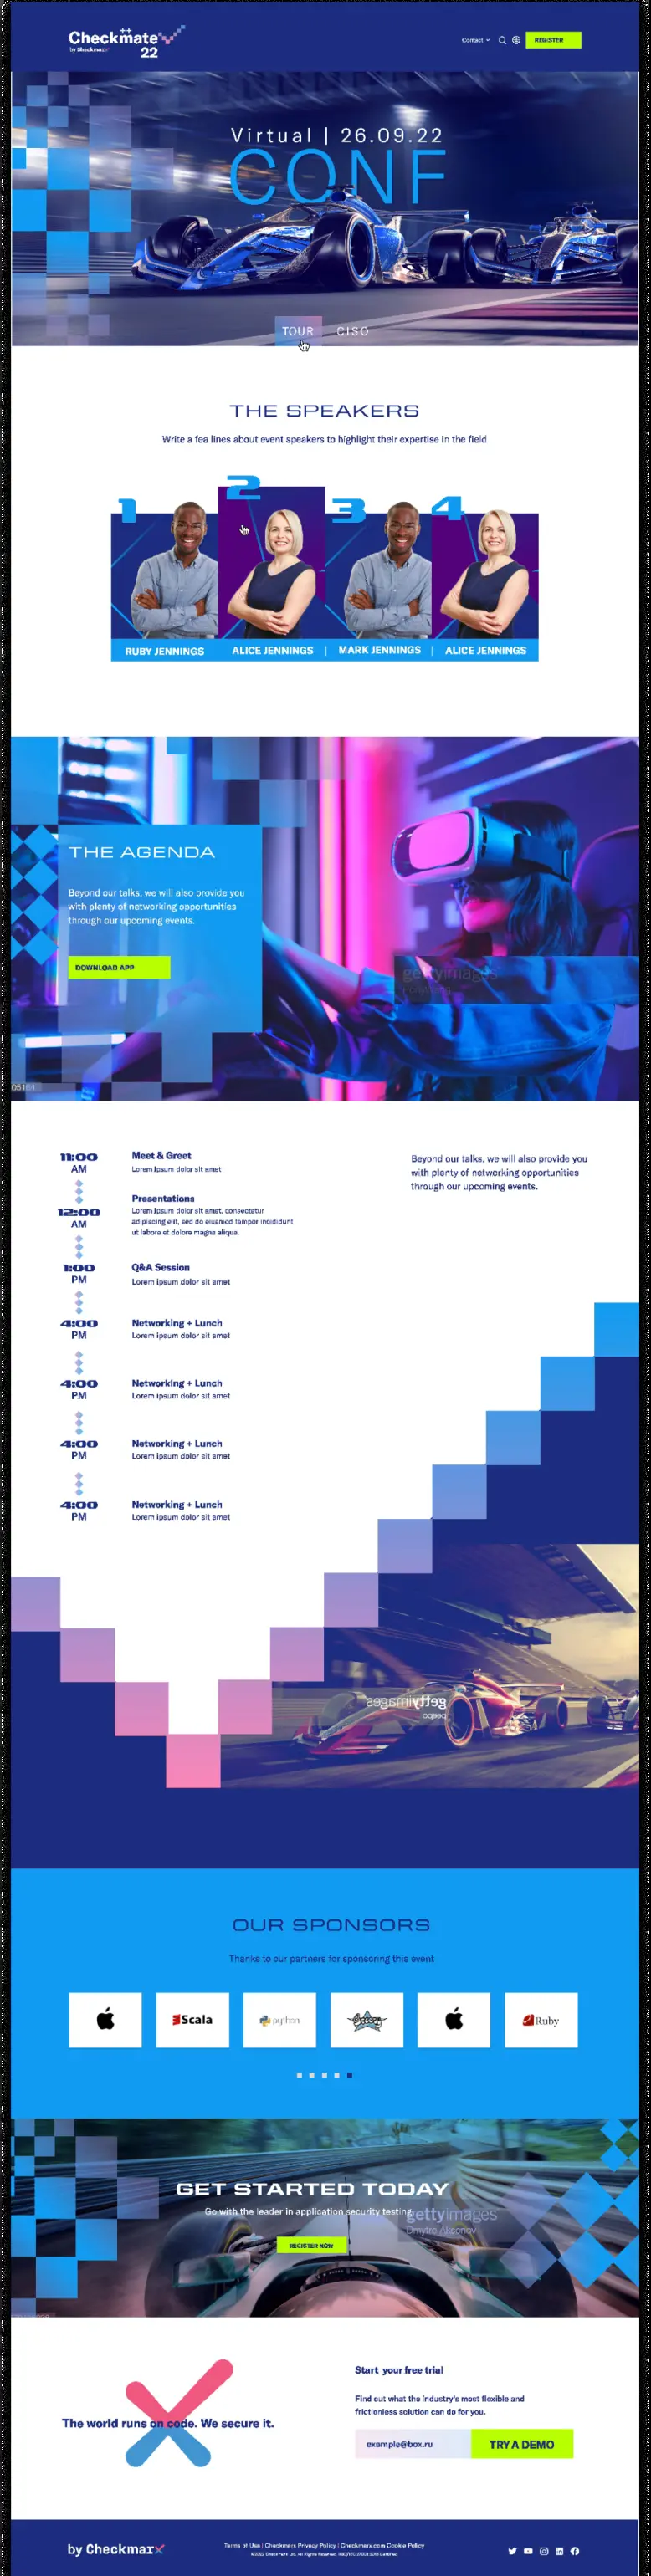 Checkmate
by Checkmarx
22
Contact
REGISTER
Virtual | 26.09.22
CONF
TOUR
CISO
THE SPEAKERS
Write a fea lines about event speakers to highlight their expertise in the field
1
2
3
4
RUBY JENNINGS
ALICE JENNINGS
MARK JENNINGS
ALICE JENNINGS
THE AGENDA
Beyond our talks, we will also provide you
with plenty of networking opportunities
through our upcoming events.
DOWNLOAD APP
gettyimages
05161
11:00
AM
Meet & Greet
Lorem ipsum dolor sit amet
12:00
AM
Presentations
Lorem ipsum dolor sit amet, consectetur
adipiscing elit, sed do eiusmod tempor incididunt
ut labore et dolore magna aliqua.
1:00
PM
Q&A Session
Lorem ipsum dolor sit amet
4:00
PM
Networking + Lunch
Lorem ipsum dolor sit amet
4:00
PM
Networking + Lunch
Lorem ipsum dolor sit amet
4:00
PM
Networking + Lunch
Lorem ipsum dolor sit amet
4:00
PM
Networking + Lunch
Lorem ipsum dolor sit amet
Beyond our talks, we will also provide you
with plenty of networking opportunities
through our upcoming events.
gettyimages
OUR SPONSORS
Thanks to our partners for sponsoring this event
Scala
python
Groovy
Ruby
GET STARTED TODAY
Go with the leader in application security testing.
gettyimages
Dmytro Aksonov
REGISTER NOW
The world runs on code. We secure it.
Start your free trial
Find out what the industry's most flexible and
frictionless solution can do for you.
example@box.ru
TRY A DEMO
by Checkmarx
Terms of Use | Checkmarx Privacy Policy | Checkmarx.com Cookie Policy